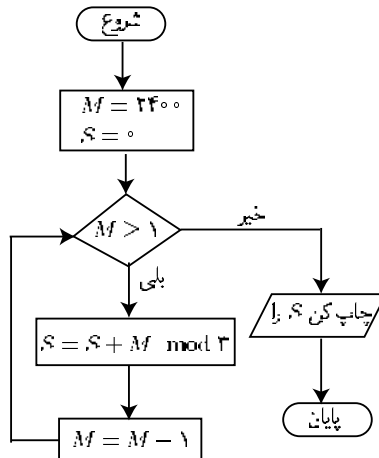 شروع
M = ۲۴۰۰
S = ۰
M > ۱
خیر
بلی
S = S + M mod ۳
چاپ کن S را
M = M − ۱
پایان